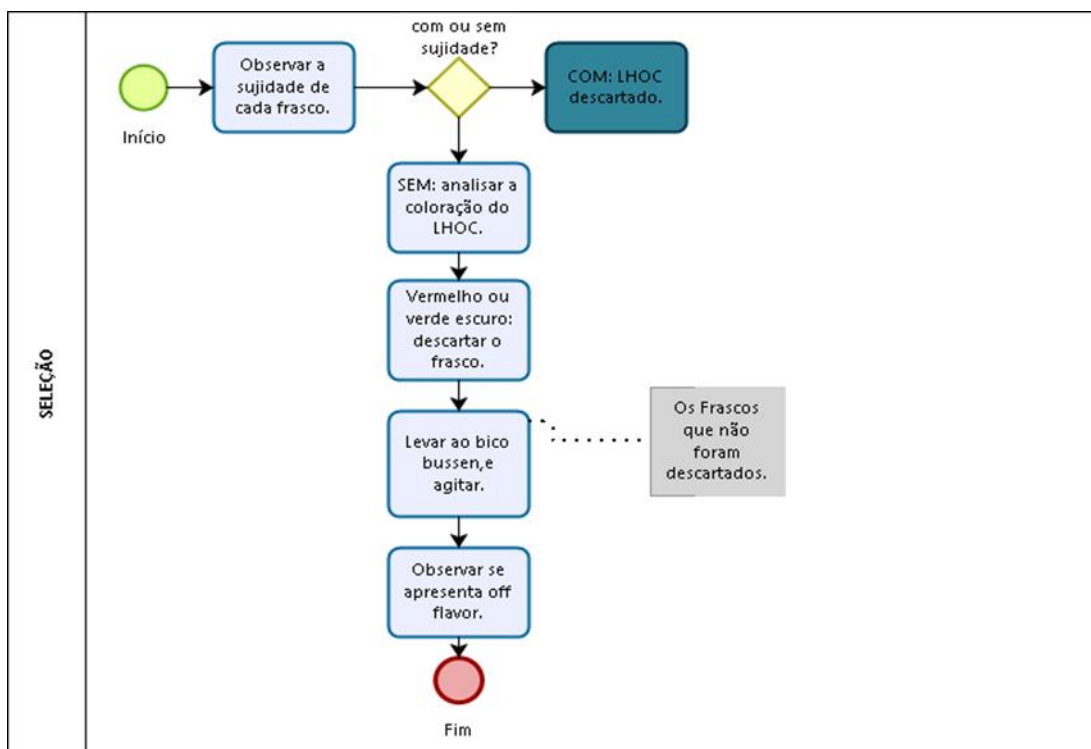 SELEÇÃO
Início
Observar a
sujidade de
cada frasco.
com ou sem
sujidade?
COM: LHOC
descartado.
SEM: analisar a
coloração do
LHOC.
Vermelho ou
verde escuro:
descartar o
frasco.
Levar ao bico
bussen,e
agitar.
Os Frascos
que não
foram
descartados.
Observar se
apresenta off
flavor.
Fim